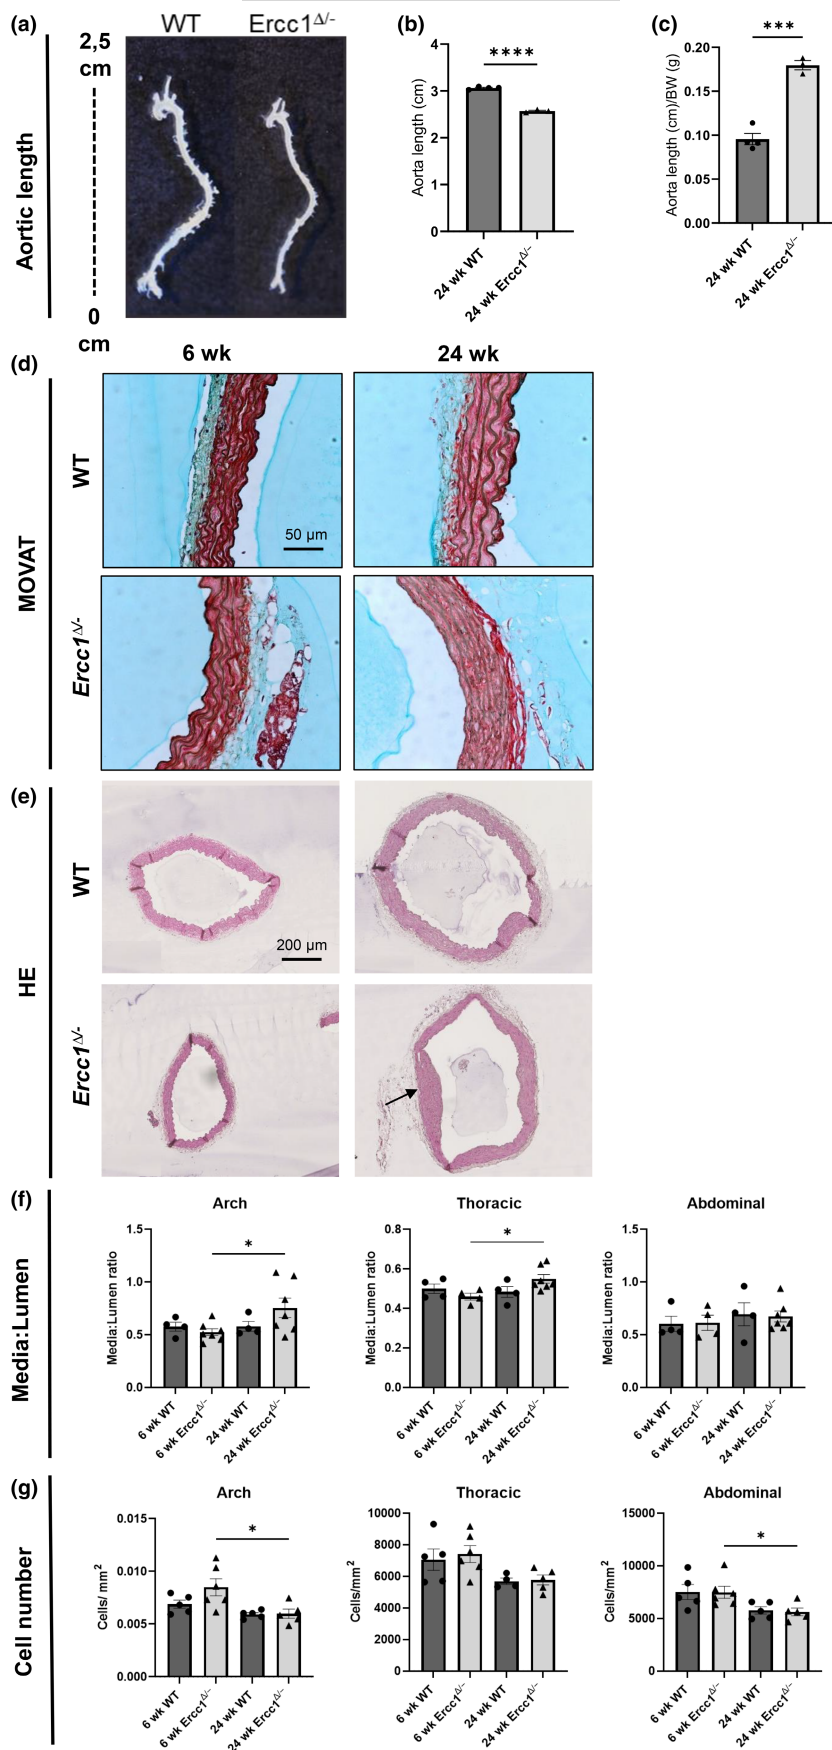 (a)
WT
Ercc1Δ/-
2,5
cm
0
cm
Aortic length
(b)
****
Aorta length (cm)
4
3
2
1
0
24 wk WT
24 wk Ercc1Δ/-
(c)
***
Aorta length (cm)/BW (g)
0.20
0.15
0.10
0.05
0.00
24 wk WT
24 wk Ercc1Δ/-
(d)
6 wk
24 wk
MOVAT
WT
50 µm
Ercc1Δ/-
(e)
HE
WT
200 µm
Ercc1Δ/-
(f)
Media:Lumen
Arch
Media:Lumen ratio
1.5
1.0
0.5
0.0
*
6 wk WT
6 wk Ercc1Δ/-
24 wk WT
24 wk Ercc1Δ/-
Thoracic
Media:Lumen ratio
0.8
0.6
0.4
0.2
0.0
*
6 wk WT
6 wk Ercc1Δ/-
24 wk WT
24 wk Ercc1Δ/-
Abdominal
Media:Lumen ratio
1.5
1.0
0.5
0.0
6 wk WT
6 wk Ercc1Δ/-
24 wk WT
24 wk Ercc1Δ/-
(g)
Cell number
Arch
Cells/ mm2
0.015
0.010
0.005
0.000
*
6 wk WT
6 wk Ercc1Δ/-
24 wk WT
24 wk Ercc1Δ/-
Thoracic
Cells/mm2
10000
8000
6000
4000
2000
0
6 wk WT
6 wk Ercc1Δ/-
24 wk WT
24 wk Ercc1Δ/-
Abdominal
Cells/mm2
15000
10000
5000
0
*
6 wk WT
6 wk Ercc1Δ/-
24 wk WT
24 wk Ercc1Δ/-